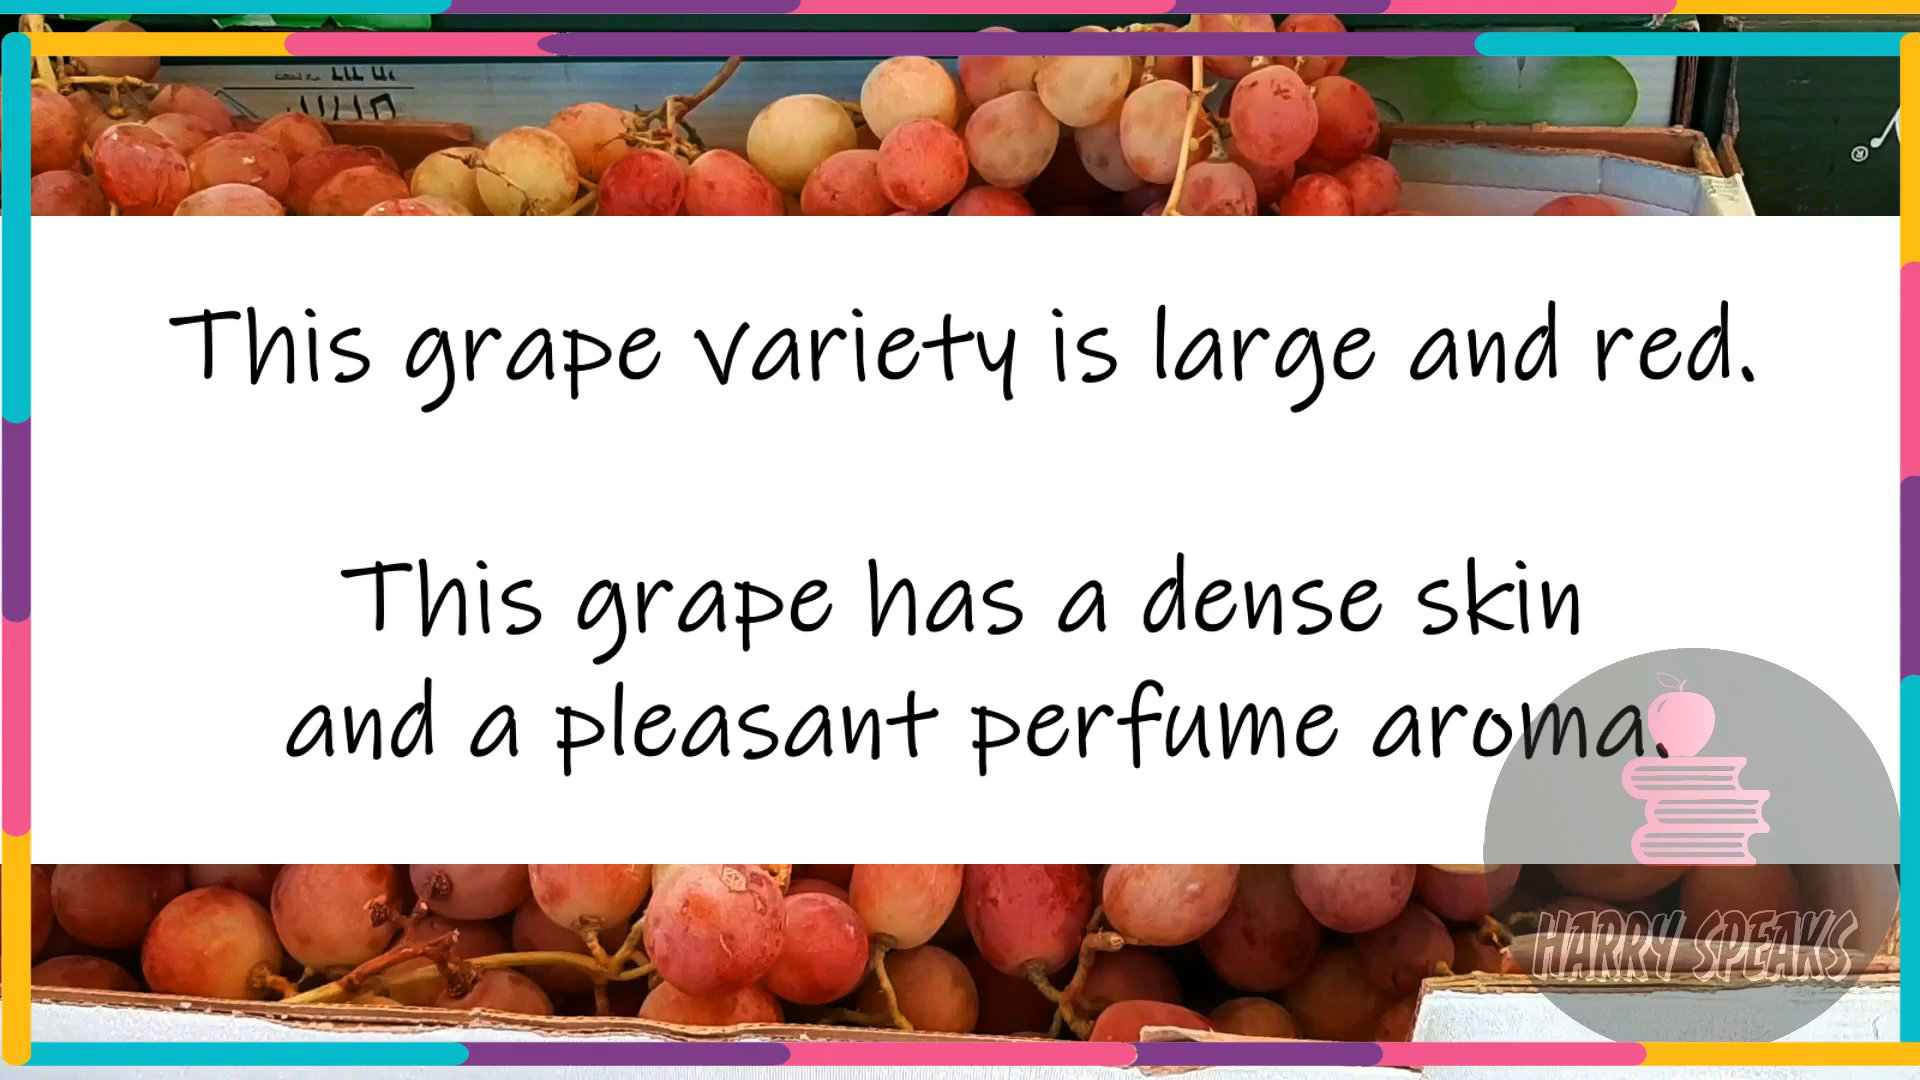 This grape variety is large and red.
This grape has a dense skin
and a pleasant perfume aroma.
HARRY SPEAKS
®